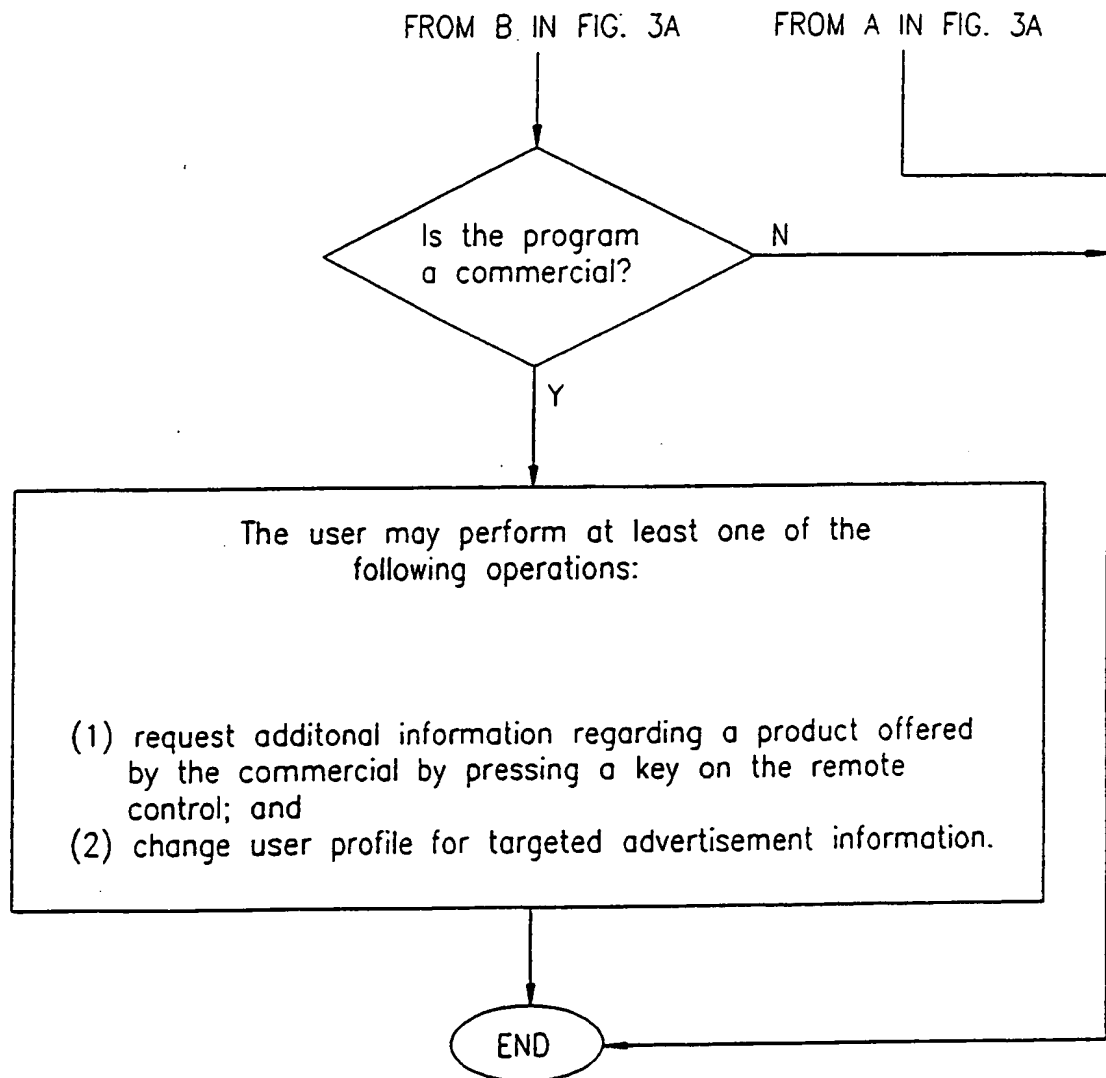 FROM B IN FIG. 3A
FROM A IN FIG. 3A
Is the program
a commercial?
N
Y
The user may perform at least one of the
following operations:
(1) request additonal information regarding a product offered
by the commercial by pressing a key on the remote
control; and
(2) change user profile for targeted advertisement information.
END